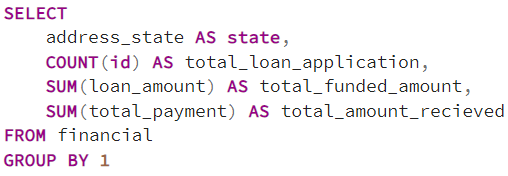 SELECT
    address_state AS state,
    COUNT(id) AS total_loan_application,
    SUM(loan_amount) AS total_funded_amount,
    SUM(total_payment) AS total_amount_recieved
FROM financial
GROUP BY 1